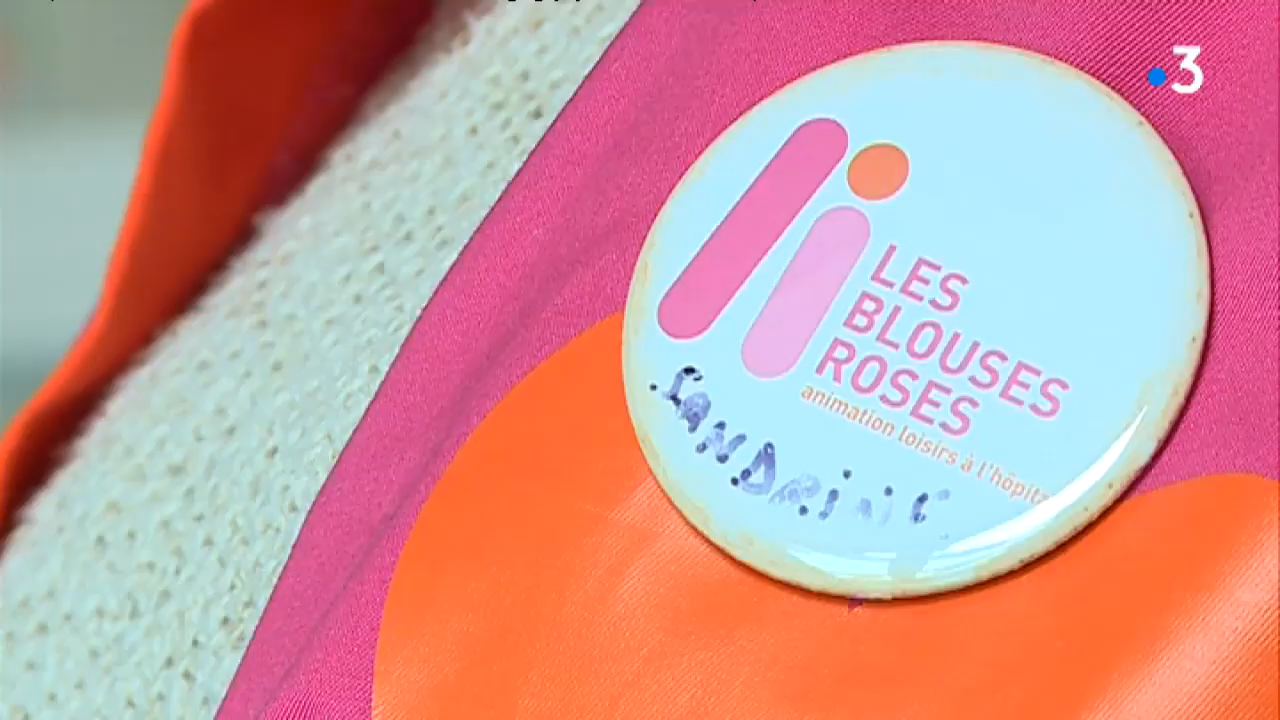 3
LES
BLOUSES
ROSES
animation loisirs à l'hôpital
SANDRINE